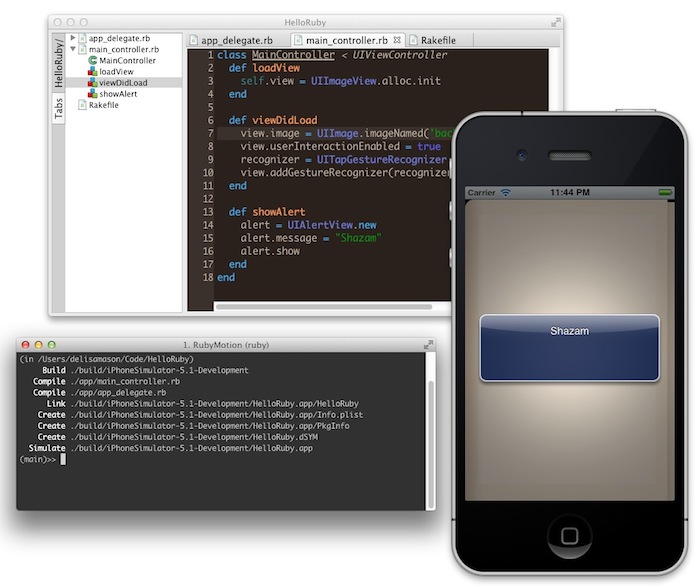 HelloRuby
HelloRuby/
Tabs
app_delegate.rb
main_controller.rb
MainController
loadView
viewDidLoad
showAlert
Rakefile
app_delegate.rb main_controller.rb Rakefile
1 class MainController < UIViewController
2 def loadView
3 self.view = UIImageView.alloc.init
4 end
5
6 def viewDidLoad
7 view.image = UIImage.imageNamed('bac
8 view.userInteractionEnabled = true
9 recognizer = UITapGestureRecognizer
10 view.addGestureRecognizer(recognizer
11 end
12
13 def showAlert
14 alert = UIAlertView.new
15 alert.message = "Shazam"
16 alert.show
17 end
18 end
Carrier 11:44 PM
Shazam
1. RubyMotion (ruby)
(in /Users/delisamason/Code/HelloRuby)
Build ./build/iPhoneSimulator-5.1-Development
Compile ./app/main_controller.rb
Compile ./app/app_delegate.rb
Link ./build/iPhoneSimulator-5.1-Development/HelloRuby.app/HelloRuby
Create ./build/iPhoneSimulator-5.1-Development/HelloRuby.app/Info.plist
Create ./build/iPhoneSimulator-5.1-Development/HelloRuby.app/PkgInfo
Create ./build/iPhoneSimulator-5.1-Development/HelloRuby.dSYM
Simulate ./build/iPhoneSimulator-5.1-Development/HelloRuby.app
(main)>>